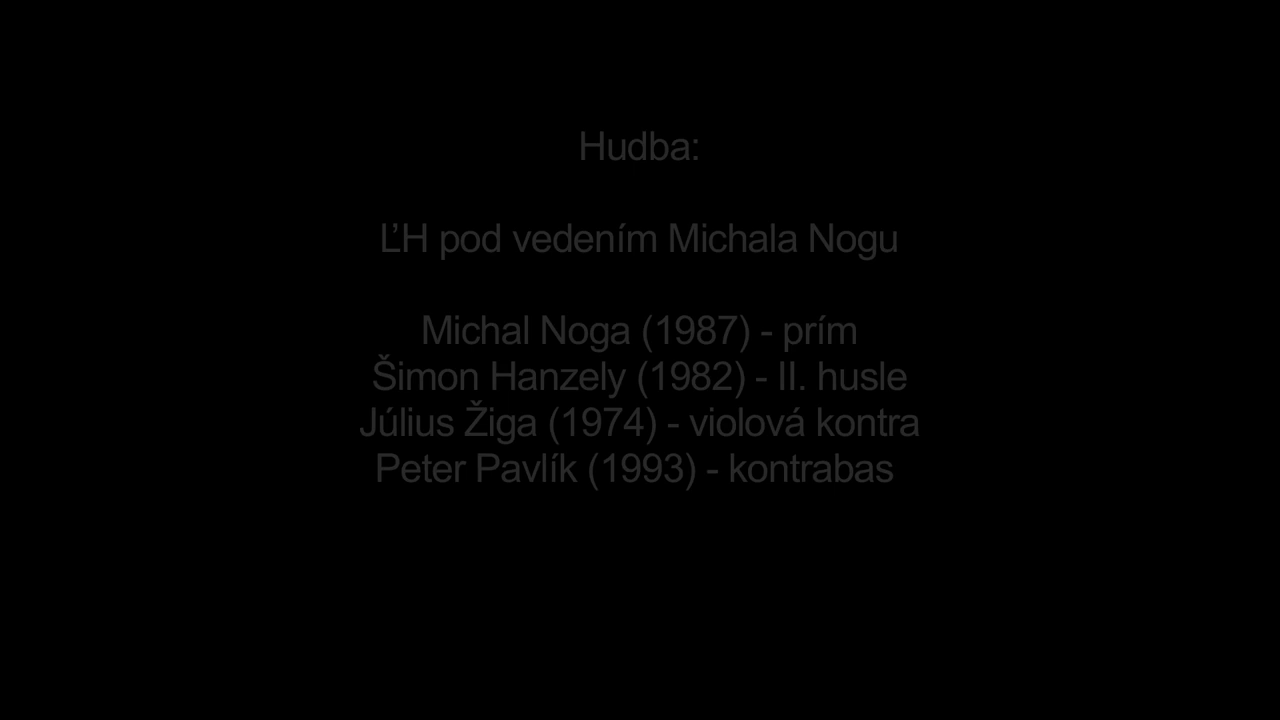 Hudba:
ĽH pod vedením Michala Nogu
Michal Noga (1987) - prím
Šimon Hanzely (1982) - II. husle
Július Žiga (1974) - violová kontra
Peter Pavlík (1993) - kontrabas